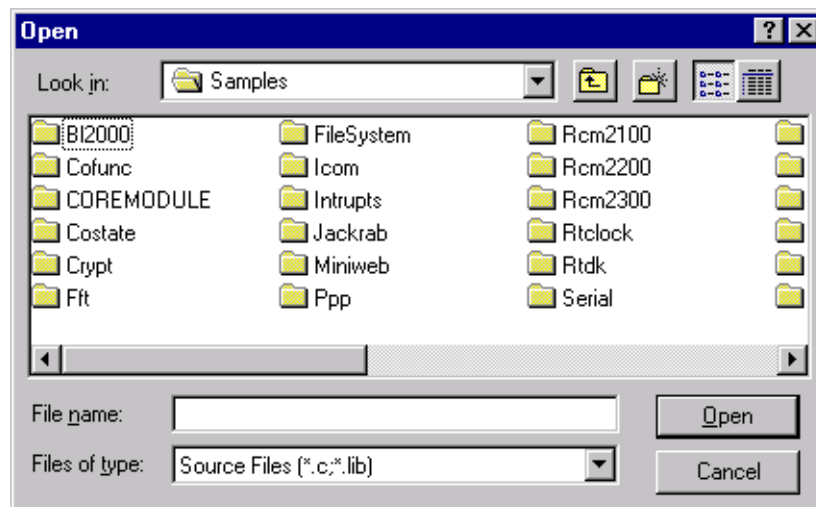 Open
Look in: Samples
Bl2000 FileSystem Rcm2100
Cofunc Icom Rcm2200
COREMODULE Intrupts Rcm2300
Costate Jackrab Rtclock
Crypt Miniweb Rtdk
Fft Ppp Serial
File name: Open
Files of type: Source Files (*.c;*.lib) Cancel